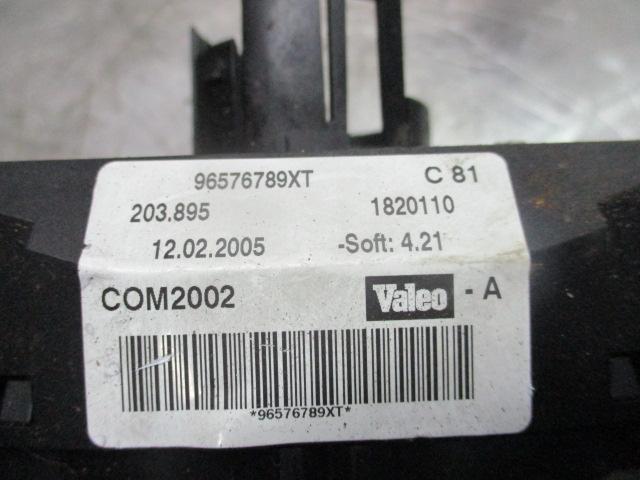 96576789XT C 81
203.895 1820110
12.02.2005 -Soft: 4.21
COM2002 Valeo - A
*96576789XT*